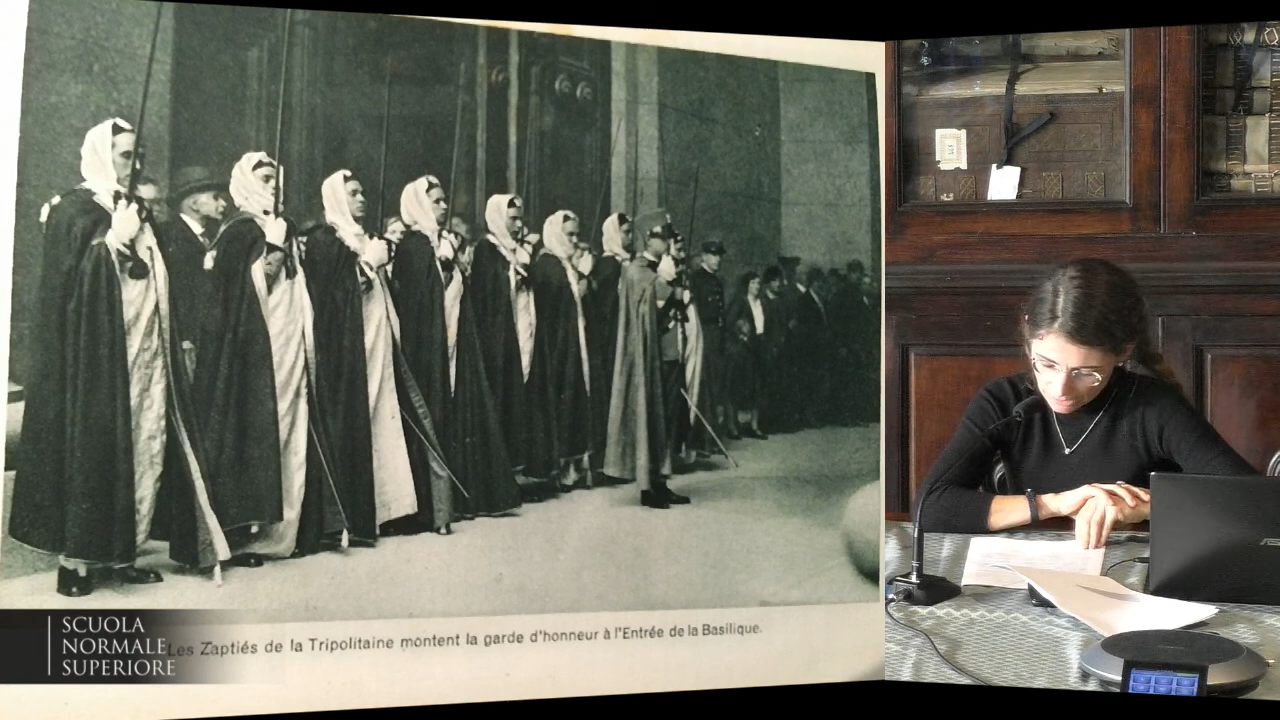 SCUOLA
NORMALE
SUPERIORE
Les Zaptiés de la Tripolitaine montent la garde d'honneur à l'Entrée de la Basilique.